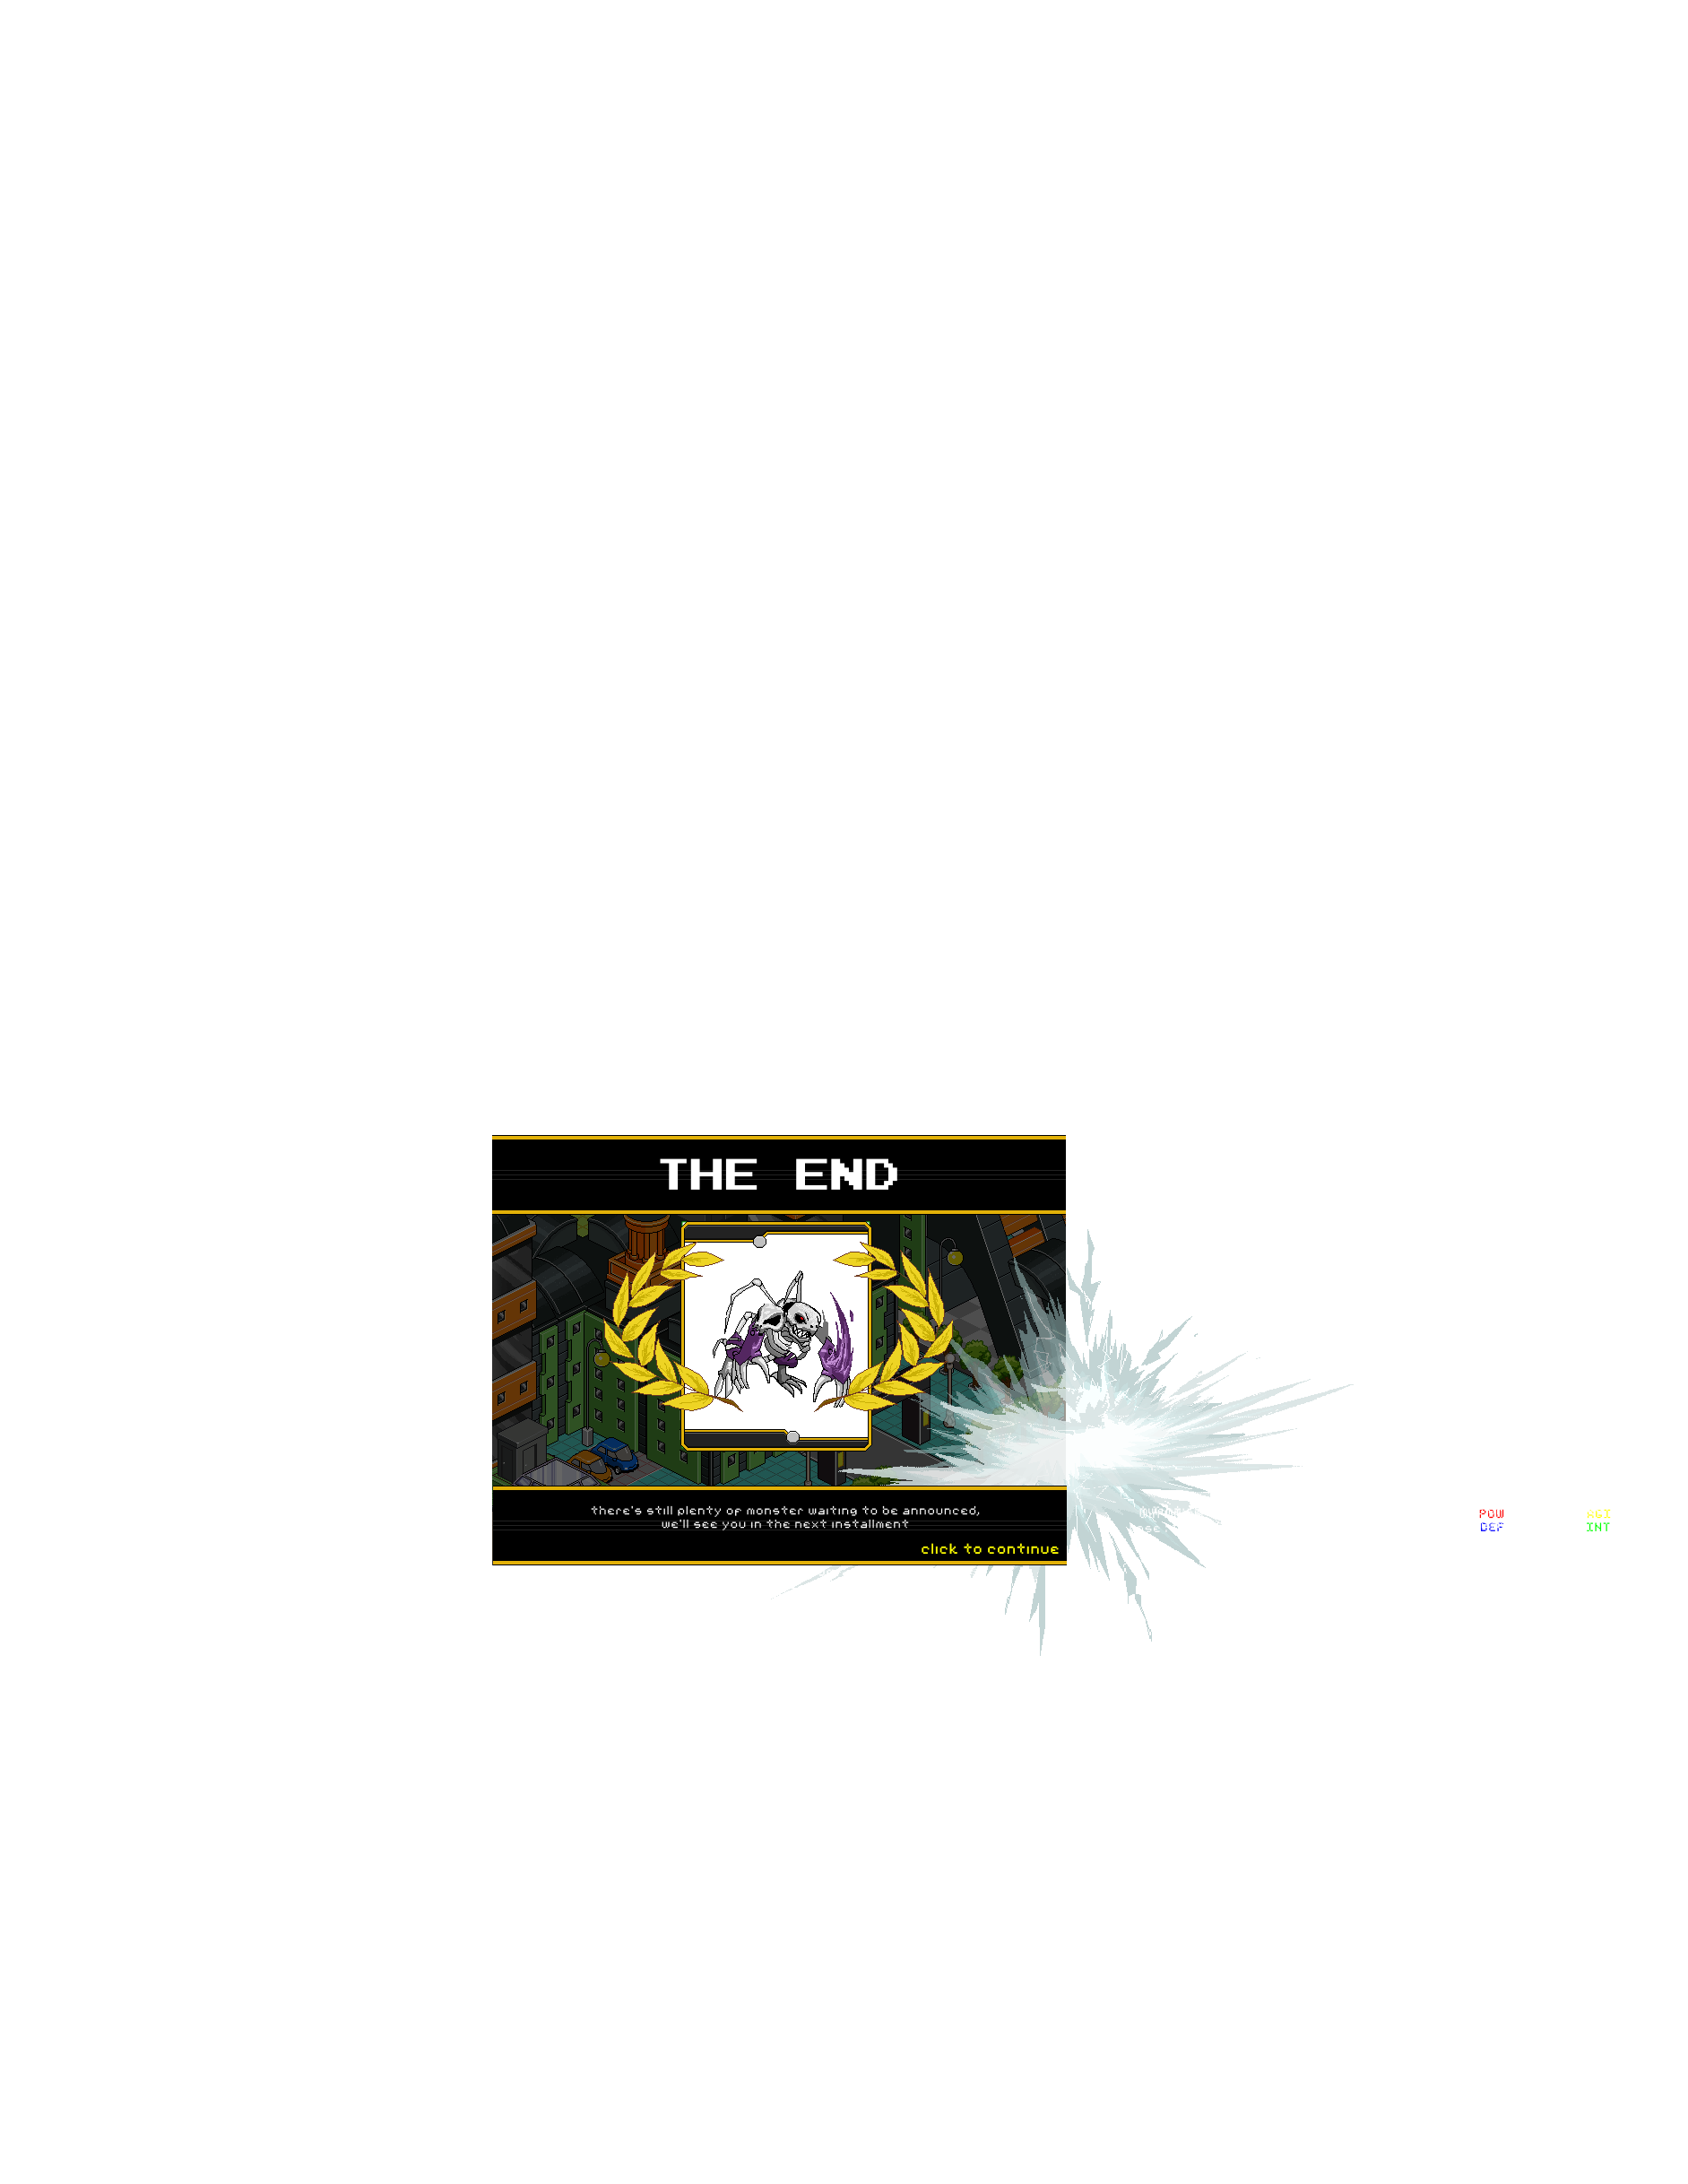 THE END
there's still plenty of monster waiting to be announced,
we'll see you in the next installment
click to continue
POW
AGI
DEF
INT